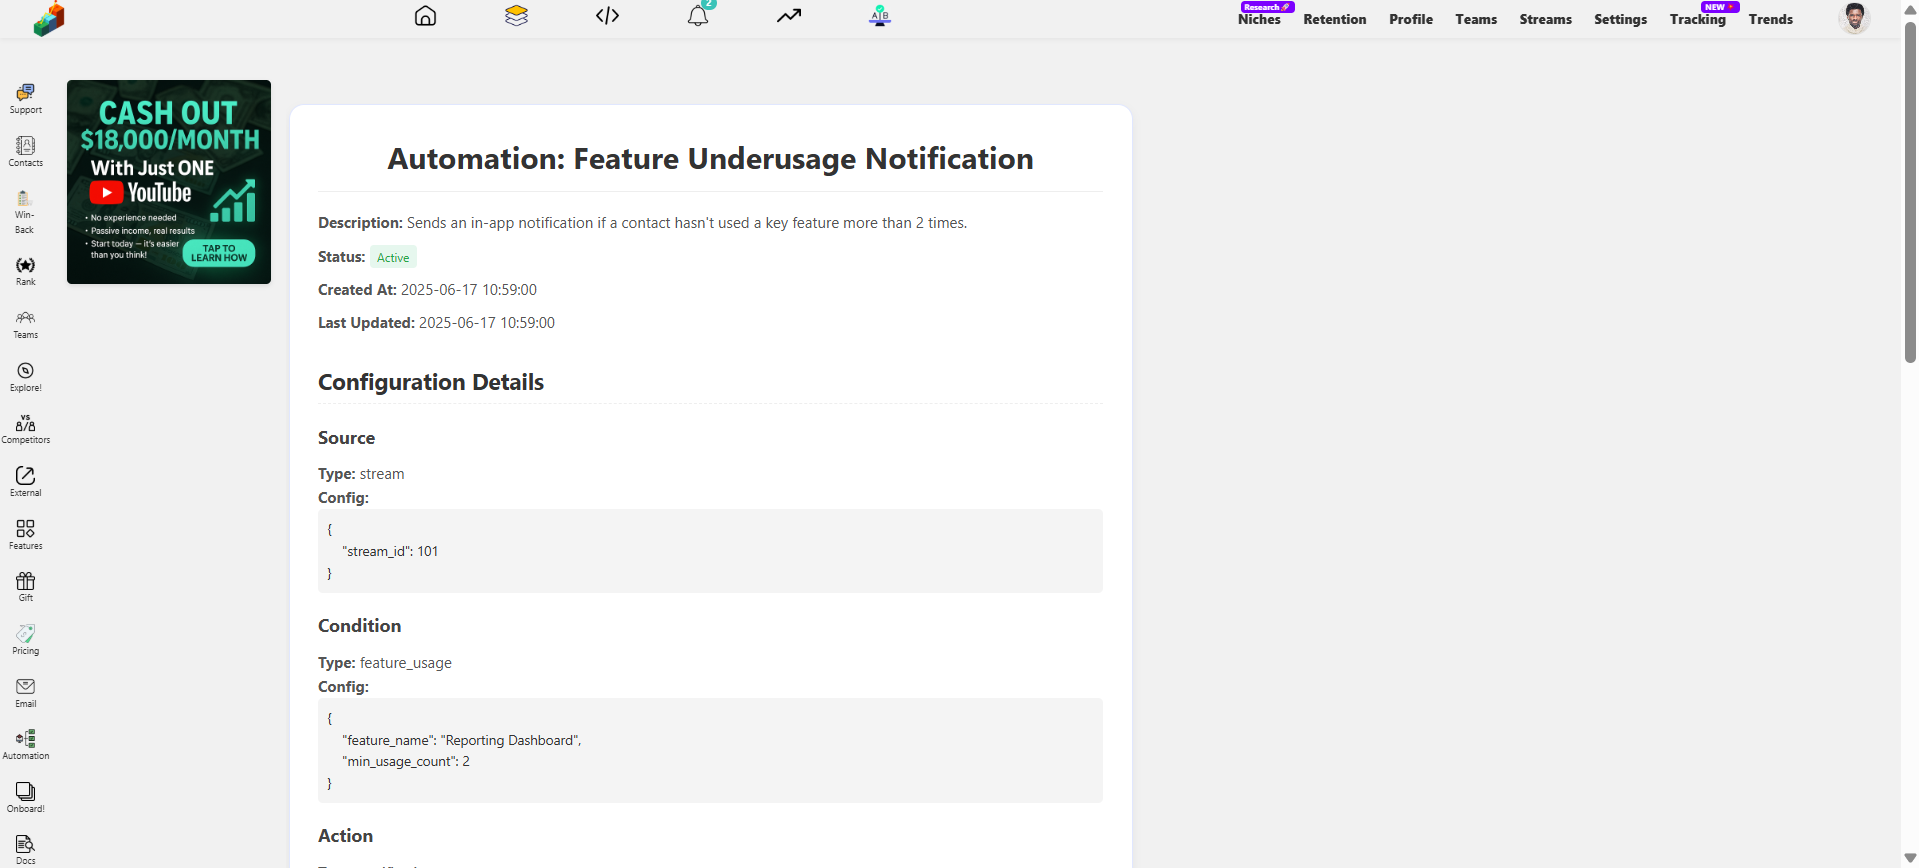 2
A|B
Research 🚀
Niches
Retention
Profile
Teams
Streams
Settings
NEW
Tracking
Trends
Support
Contacts
Win-
Back
Rank
Teams
Explore!
VS
Competitors
External
Features
Gift
Pricing
Email
Automation
Onboard!
Docs
CASH OUT
$18,000/MONTH
With Just ONE
YouTube
• No experience needed
• Passive income, real results
• Start today — it's easier
than you think!
TAP TO
LEARN HOW
Automation: Feature Underusage Notification
Description: Sends an in-app notification if a contact hasn't used a key feature more than 2 times.
Status: Active
Created At: 2025-06-17 10:59:00
Last Updated: 2025-06-17 10:59:00
Configuration Details
Source
Type: stream
Config:
{
"stream_id": 101
}
Condition
Type: feature_usage
Config:
{
"feature_name": "Reporting Dashboard",
"min_usage_count": 2
}
Action